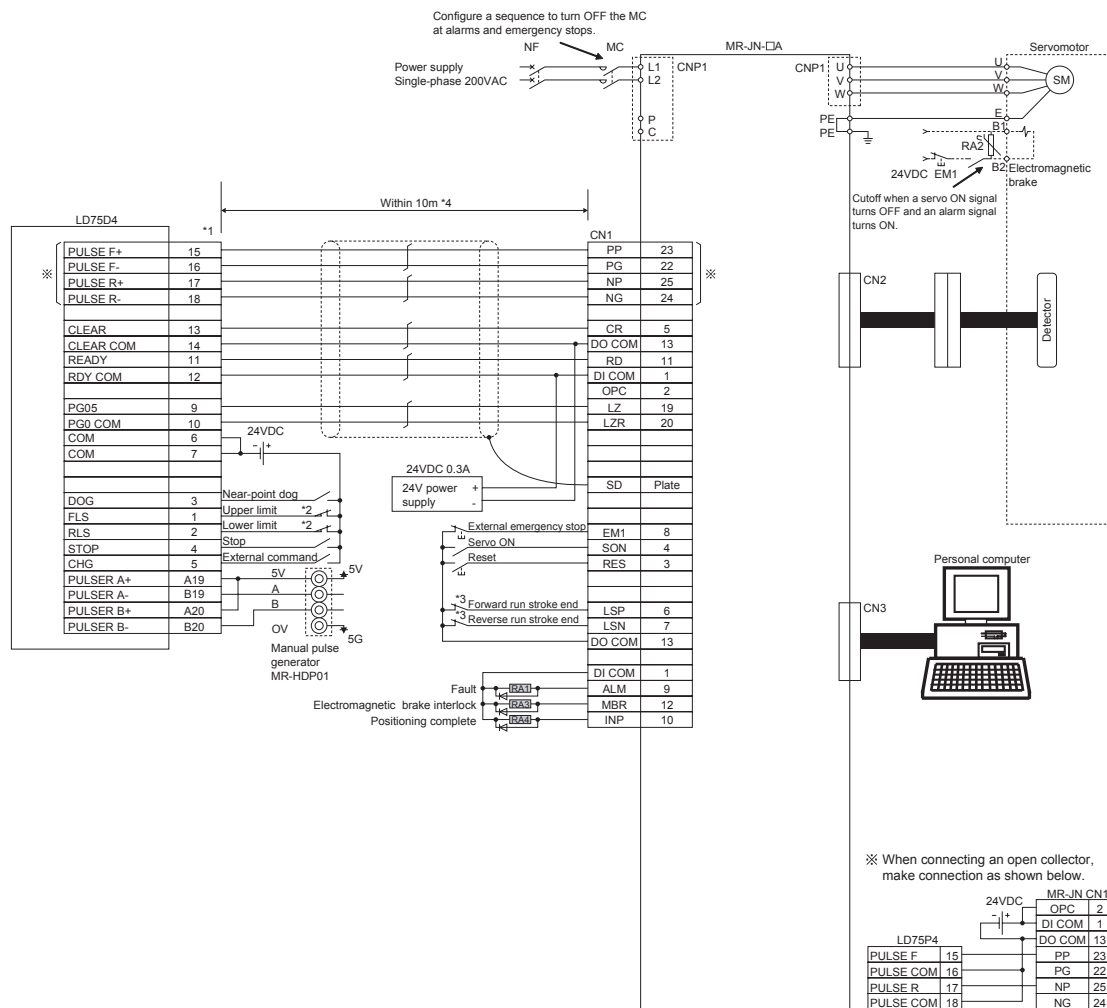 Configure a sequence to turn OFF the MC
at alarms and emergency stops.
NF
MC
MR-JN-□A
Servomotor
Power supply
Single-phase 200VAC
L1
L2
CNP1
P
C
CNP1
U
V
W
PE
PE
U
V
W
SM
E
B1
RA2
24VDC EM1
B2
Electromagnetic
brake
Cutoff when a servo ON signal
turns OFF and an alarm signal
turns ON.
Within 10m *4
LD75D4
*1
CN1
※
PULSE F+ 15
PULSE F- 16
PULSE R+ 17
PULSE R- 18
CLEAR 13
CLEAR COM 14
READY 11
RDY COM 12
PG05 9
PG0 COM 10
COM 6
COM 7
DOG 3
FLS 1
RLS 2
STOP 4
CHG 5
PULSER A+ A19
PULSER A- B19
PULSER B+ A20
PULSER B- B20
24VDC
- +
Near-point dog
Upper limit *2
Lower limit *2
Stop
External command
5V
A
B
OV
5V
5G
Manual pulse
generator
MR-HDP01
PP 23
PG 22
NP 25
NG 24
※
CR 5
DO COM 13
RD 11
DI COM 1
OPC 2
LZ 19
LZR 20
SD Plate
24VDC 0.3A
24V power +
supply -
External emergency stop
Servo ON
Reset
*3 Forward run stroke end
*3 Reverse run stroke end
EM1 8
SON 4
RES 3
LSP 6
LSN 7
DO COM 13
DI COM 1
ALM 9
MBR 12
INP 10
Fault
RA1
Electromagnetic brake interlock
RA3
Positioning complete
RA4
CN2
Detector
Personal computer
CN3
※ When connecting an open collector,
make connection as shown below.
24VDC
- +
MR-JN CN1
OPC 2
DI COM 1
DO COM 13
PP 23
PG 22
NP 25
NG 24
LD75P4
PULSE F 15
PULSE COM 16
PULSE R 17
PULSE COM 18